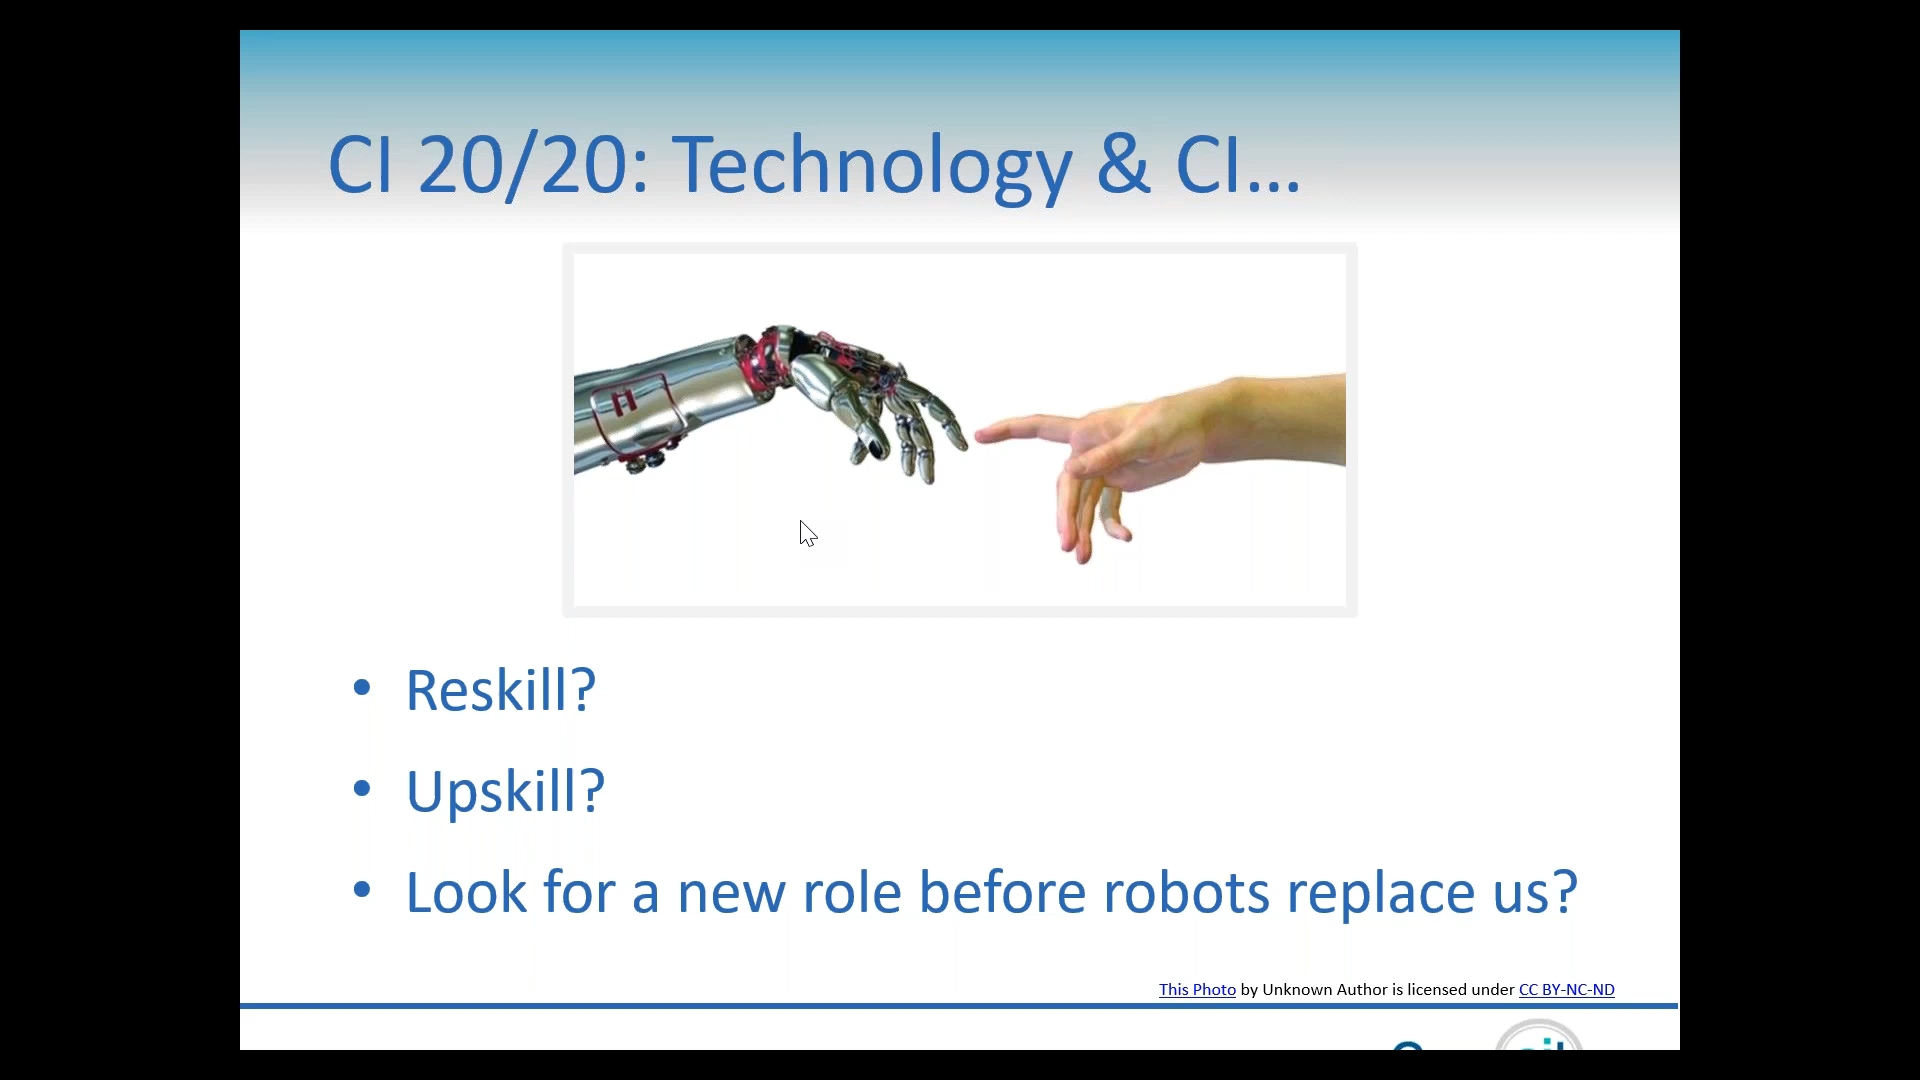 CI 20/20: Technology & CI...
• Reskill?
• Upskill?
• Look for a new role before robots replace us?
This Photo by Unknown Author is licensed under CC BY-NC-ND